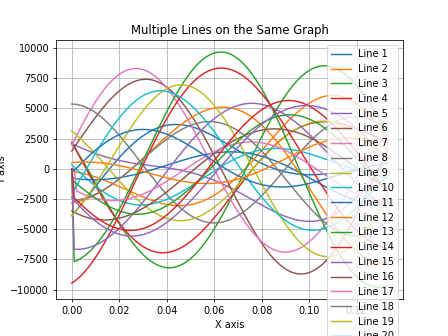 Multiple Lines on the Same Graph
10000
7500
5000
2500
0
−2500
−5000
−7500
−10000
0.00
0.02
0.04
0.06
0.08
0.10
X axis
Line 1
Line 2
Line 3
Line 4
Line 5
Line 6
Line 7
Line 8
Line 9
Line 10
Line 11
Line 12
Line 13
Line 14
Line 15
Line 16
Line 17
Line 18
Line 19
Line 20